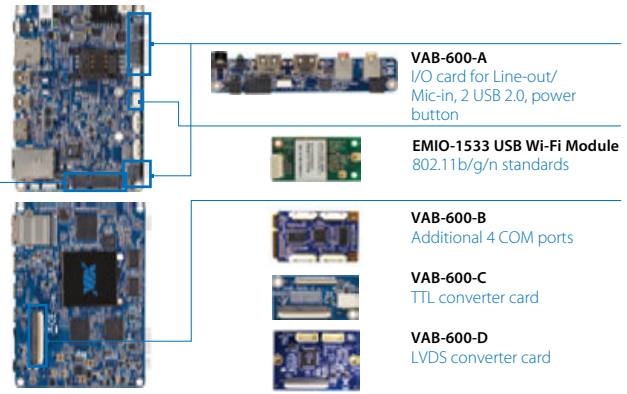 VAB-600-A
I/O card for Line-out/
Mic-in, 2 USB 2.0, power
button
EMIO-1533 USB Wi-Fi Module
802.11b/g/n standards
VAB-600-B
Additional 4 COM ports
VIA
VAB-600-C
TTL converter card
VAB-600-D
LVDS converter card